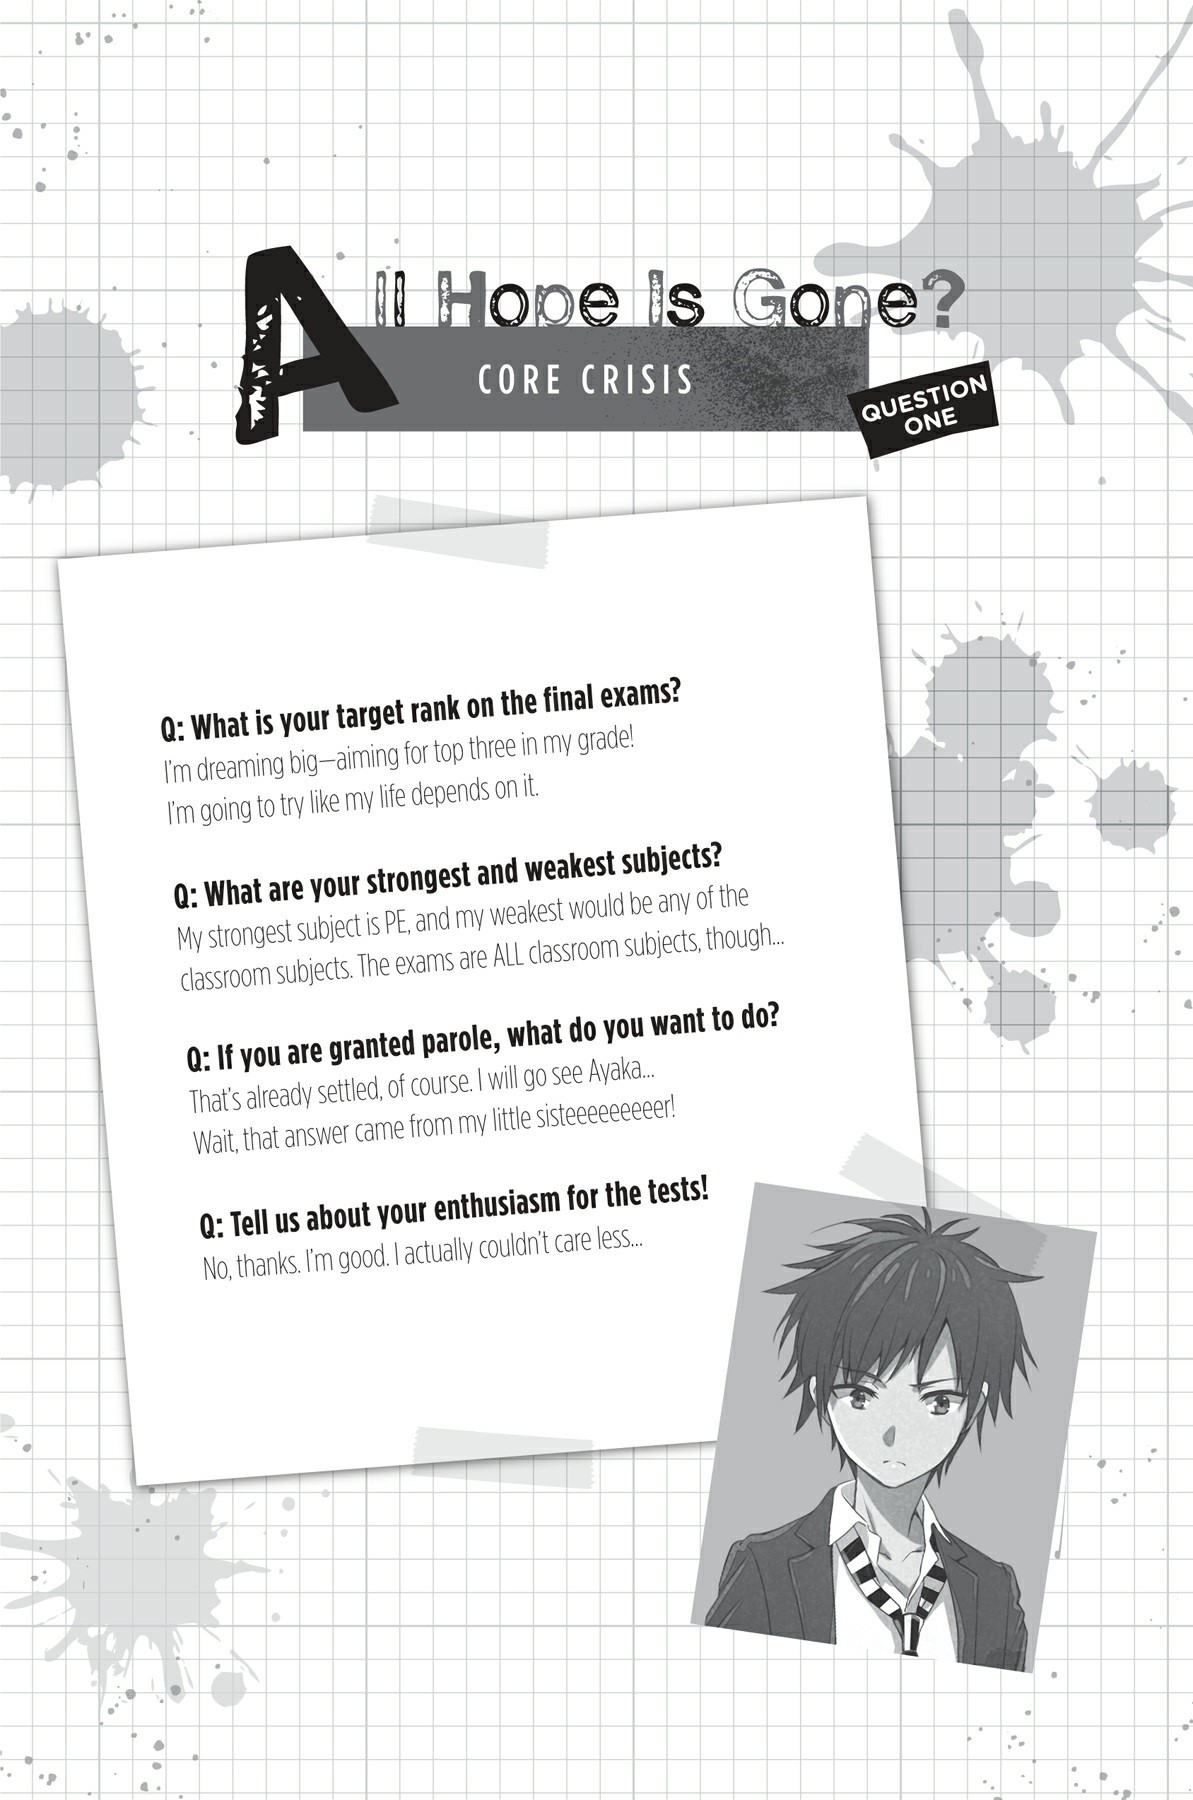 All Hope Is Gone?
CORE CRISIS
QUESTION
ONE
Q: What is your target rank on the final exams?
I'm dreaming big—aiming for top three in my grade!
I'm going to try like my life depends on it.
Q: What are your strongest and weakest subjects?
My strongest subject is PE, and my weakest would be any of the
classroom subjects. The exams are ALL classroom subjects, though...
Q: If you are granted parole, what do you want to do?
That's already settled, of course. I will go see Ayaka...
Wait, that answer came from my little sisteeeeeeeeer!
Q: Tell us about your enthusiasm for the tests!
No, thanks. I'm good. I actually couldn't care less...